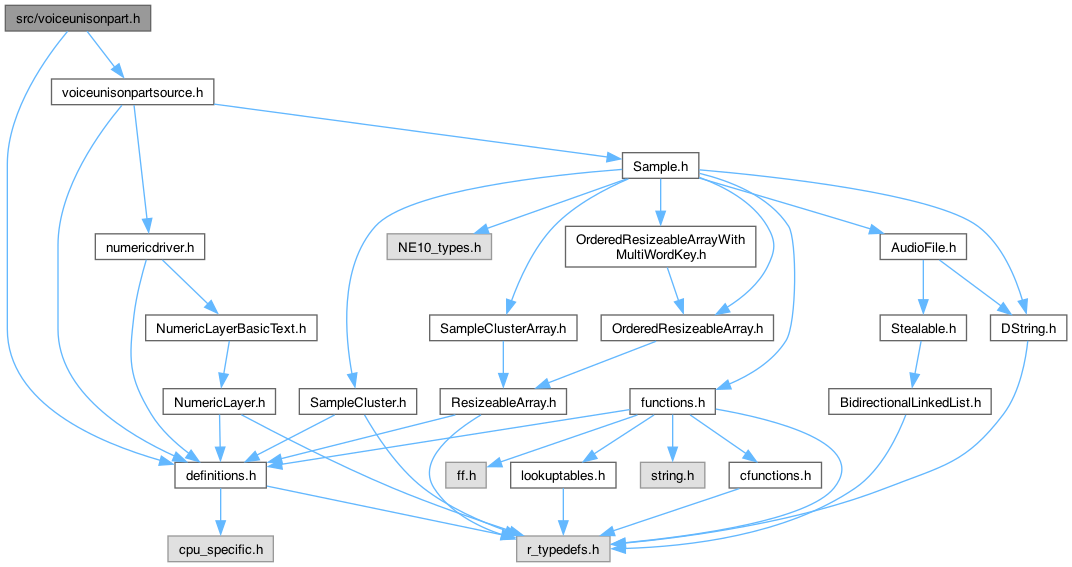 src/voiceunisonpart.h
voiceunisonpartsource.h
Sample.h
numericdriver.h
NE10_types.h
OrderedResizeableArrayWith
MultiWordKey.h
AudioFile.h
NumericLayerBasicText.h
SampleClusterArray.h
OrderedResizeableArray.h
Stealable.h
DString.h
NumericLayer.h
SampleCluster.h
ResizeableArray.h
functions.h
BidirectionalLinkedList.h
definitions.h
ff.h
lookuptables.h
string.h
cfunctions.h
cpu_specific.h
r_typedefs.h